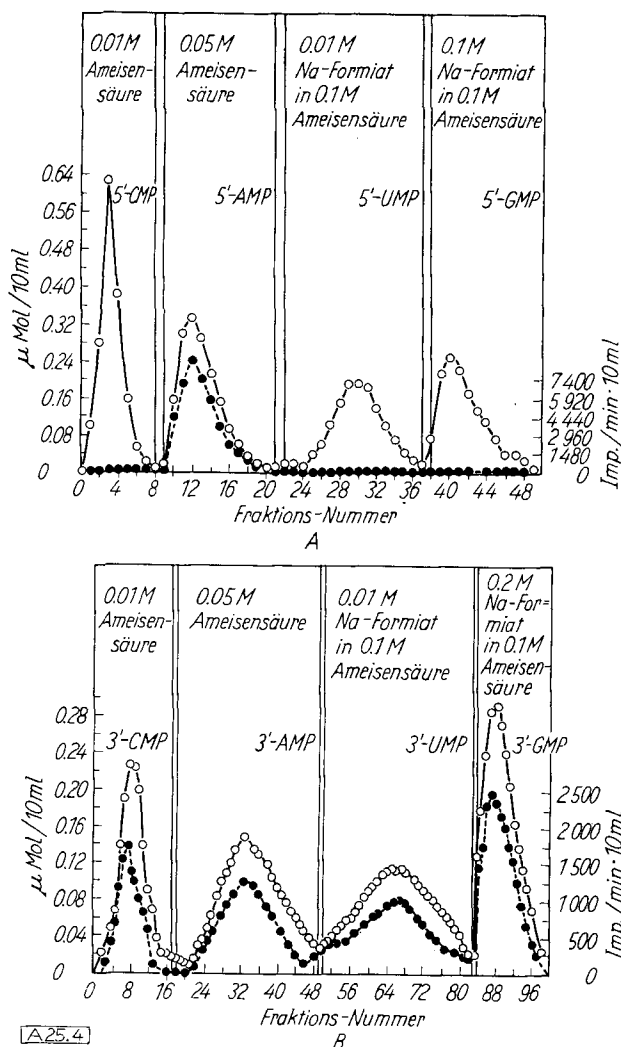 0.01 M
Ameisen-
säure
0.05 M
Ameisen-
säure
0.01 M
Na-Formiat
in 0.1 M
Ameisensäure
0.1 M
Na-Formiat
in 0.1 M
Ameisensäure
5'-CMP
5'-AMP
5'-UMP
5'-GMP
μ Mol/10ml
0.64
0.56
0.48
0.40
0.32
0.24
0.16
0.08
0
7400
5920
4440
2960
1480
0
Imp./min·10ml
0 4 8 12 16 20 24 28 32 36 40 44 48
Fraktions-Nummer
A
0.01 M
Ameisen-
säure
0.05 M
Ameisensäure
0.01 M
Na-Formiat
in 0.1 M
Ameisensäure
0.2 M
Na-For=
miat
in 0.1 M
Ameisen-
säure
3'-CMP
3'-AMP
3'-UMP
3'-GMP
μ Mol/10ml
0.28
0.24
0.20
0.16
0.12
0.08
0.04
0
2500
2000
1500
1000
500
0
Imp./min·10ml
0 8 16 24 32 40 48 56 64 72 80 88 96
Fraktions-Nummer
B
A25.4